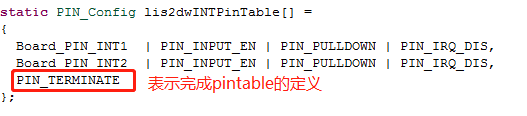 static PIN_Config lis2dwINTPinTable[] =
{
Board_PIN_INT1 | PIN_INPUT_EN | PIN_PULLDOWN | PIN_IRQ_DIS,
Board_PIN_INT2 | PIN_INPUT_EN | PIN_PULLDOWN | PIN_IRQ_DIS,
PIN_TERMINATE 表示完成pintable的定义
};